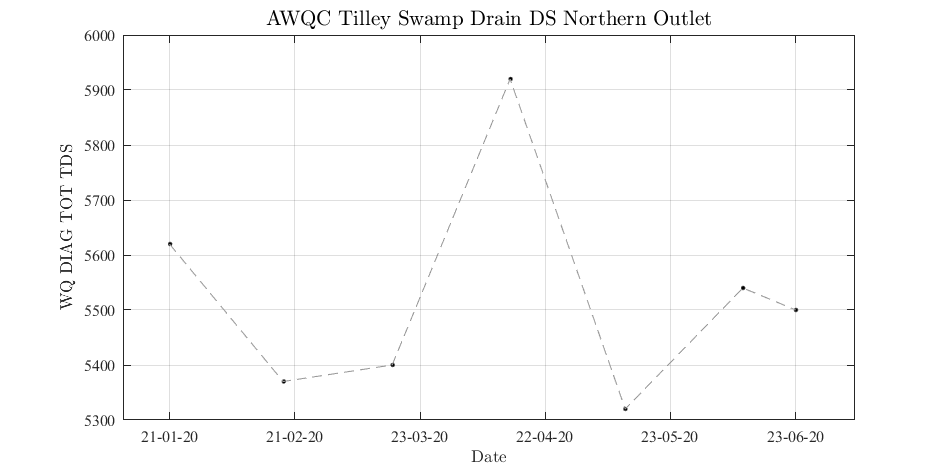 AWQC Tilley Swamp Drain DS Northern Outlet
6000
5900
5800
5700
5600
5500
5400
5300
WQ DIAG TOT TDS
21-01-20 21-02-20 23-03-20 22-04-20 23-05-20 23-06-20
Date